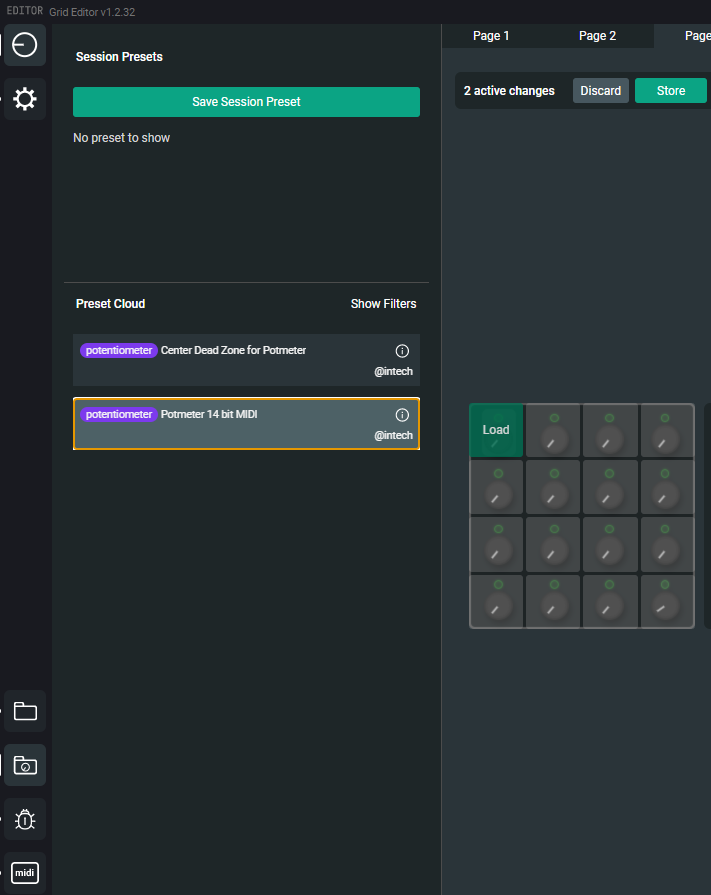 EDITOR Grid Editor v1.2.32
Page 1 Page 2 Page
Session Presets
Save Session Preset
No preset to show
2 active changes Discard Store
Preset Cloud Show Filters
potentiometer Center Dead Zone for Potmeter
@intech
potentiometer Potmeter 14 bit MIDI
@intech
Load
midi